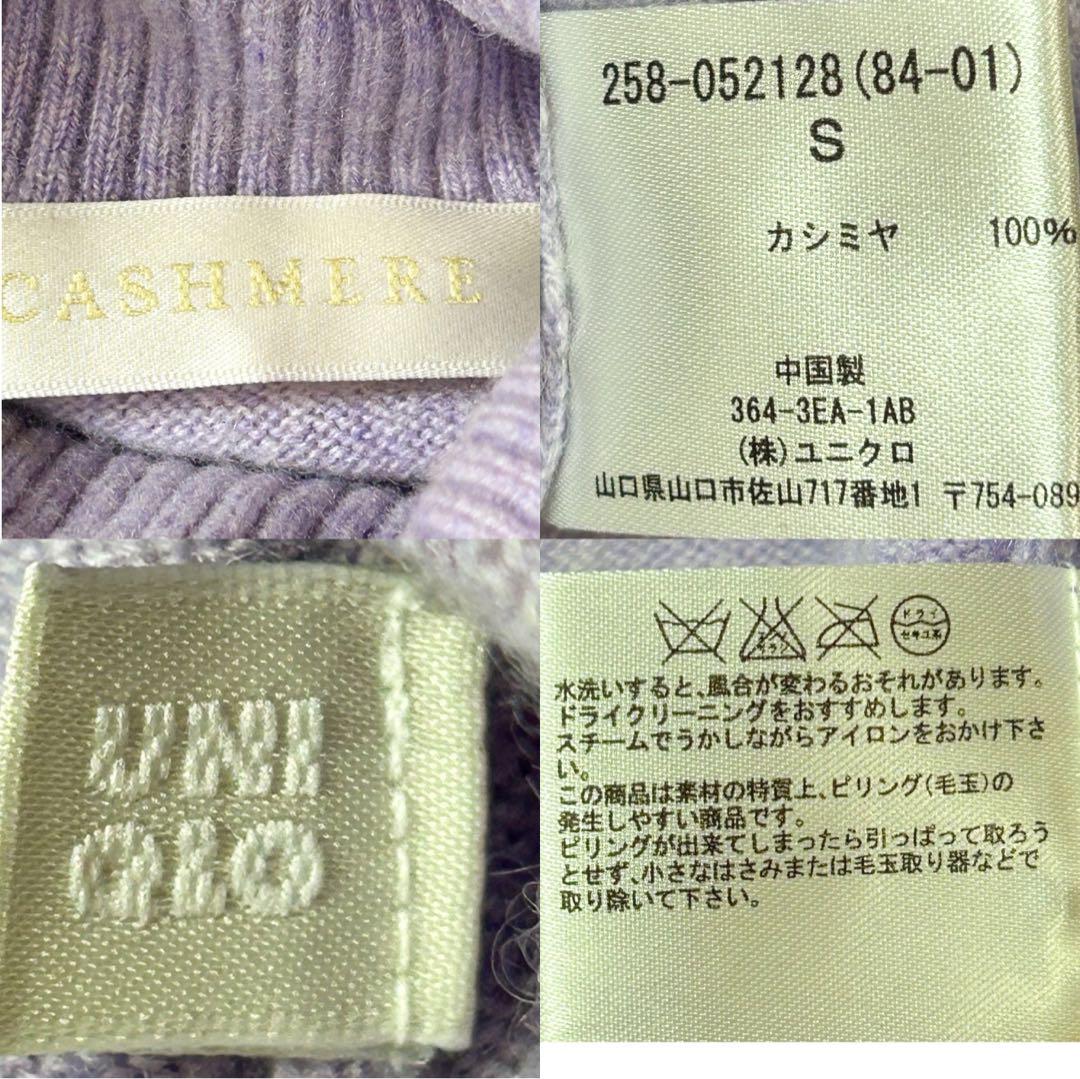 CASHMERE
258-052128(84-01)
S
カシミヤ 100%
中国製
364-3EA-1AB
(株)ユニクロ
山口県山口市佐山717番地1 〒754-089
UNI
QLO
ドライ
セキユ系
水洗いすると、風合が変わるおそれがあります。
ドライクリーニングをおすすめします。
スチームでうかしながらアイロンをおかけ下さ
い。
この商品は素材の特質上、ピリング(毛玉)の
発生しやすい商品です。
ピリングが出来てしまったら引っぱって取ろう
とせず、小さなはさみまたは毛玉取り器などで
取り除いて下さい。